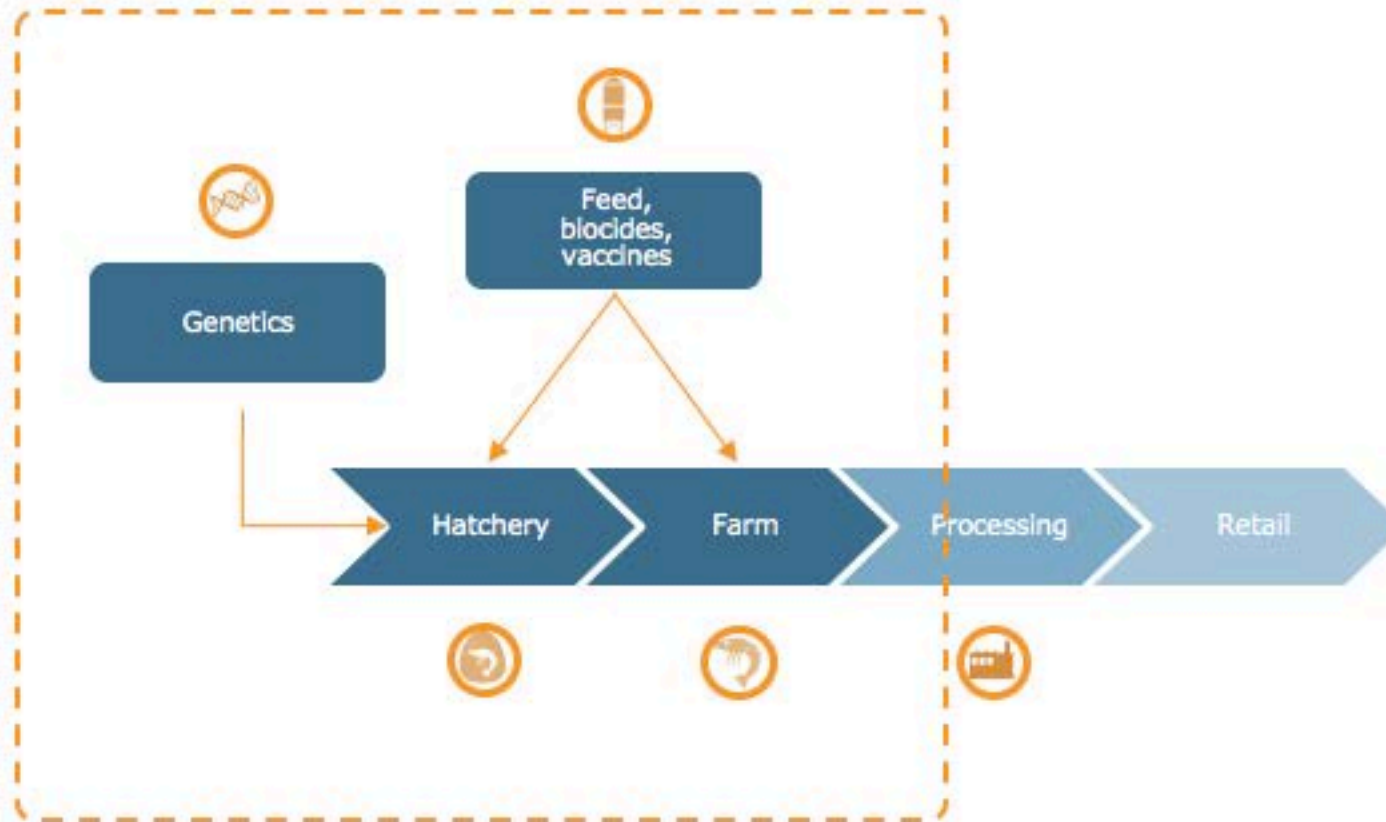 Feed,
biocides,
vaccines
Genetics
Hatchery
Farm
Processing
Retail